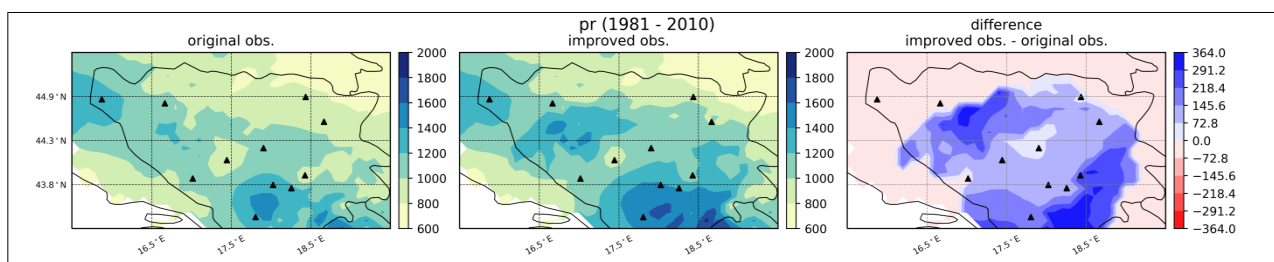 pr (1981 - 2010)
original obs.
improved obs.
difference
improved obs. - original obs.
44.9°N
44.3°N
43.8°N
16.5°E
17.5°E
18.5°E
2000
1800
1600
1400
1200
1000
800
600
16.5°E
17.5°E
18.5°E
2000
1800
1600
1400
1200
1000
800
600
16.5°E
17.5°E
18.5°E
364.0
291.2
218.4
145.6
72.8
0.0
−72.8
−145.6
−218.4
−291.2
−364.0